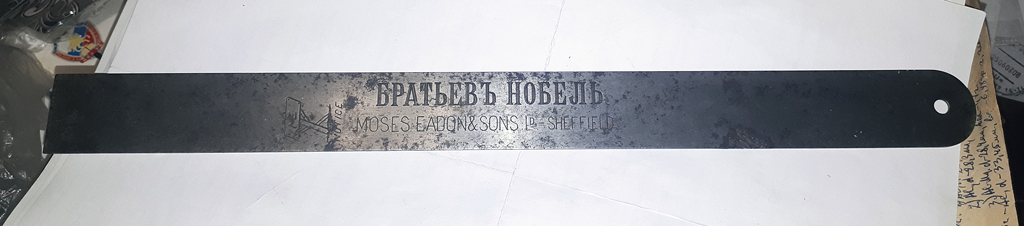 БРАТЬЕВЪ НОБЕЛЬ
MOSES EADON & SONS LD - SHEFFIELD